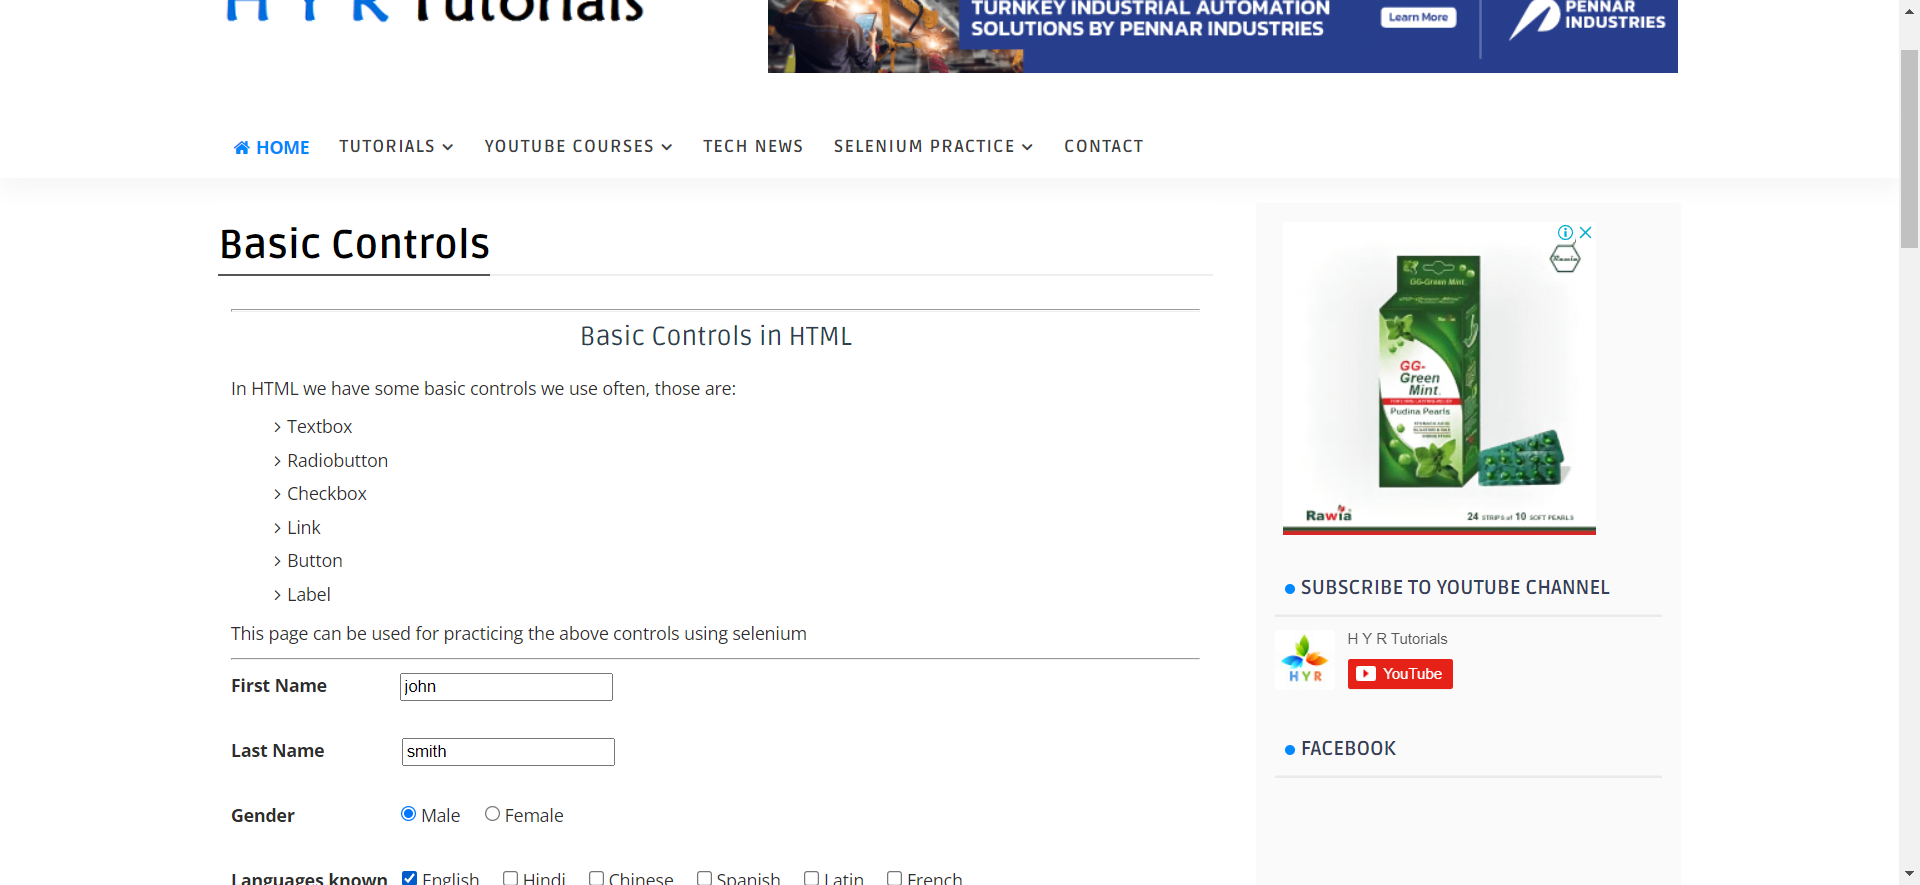 H Y R Tutorials
TURNKEY INDUSTRIAL AUTOMATION
SOLUTIONS BY PENNAR INDUSTRIES
Learn More
PENNAR
INDUSTRIES
HOME
TUTORIALS
YOUTUBE COURSES
TECH NEWS
SELENIUM PRACTICE
CONTACT
Basic Controls
Basic Controls in HTML
In HTML we have some basic controls we use often, those are:
Textbox
Radiobutton
Checkbox
Link
Button
Label
This page can be used for practicing the above controls using selenium
First Name john
Last Name smith
Gender Male Female
Languages known English Hindi Chinese Spanish Latin French
Rawia
GG-Green Mint
GG-
Green
Mint
Pudina Pearls
Rawia
24 STRIPS of 10 SOFT PEARLS
SUBSCRIBE TO YOUTUBE CHANNEL
H Y R Tutorials
HYR
YouTube
FACEBOOK